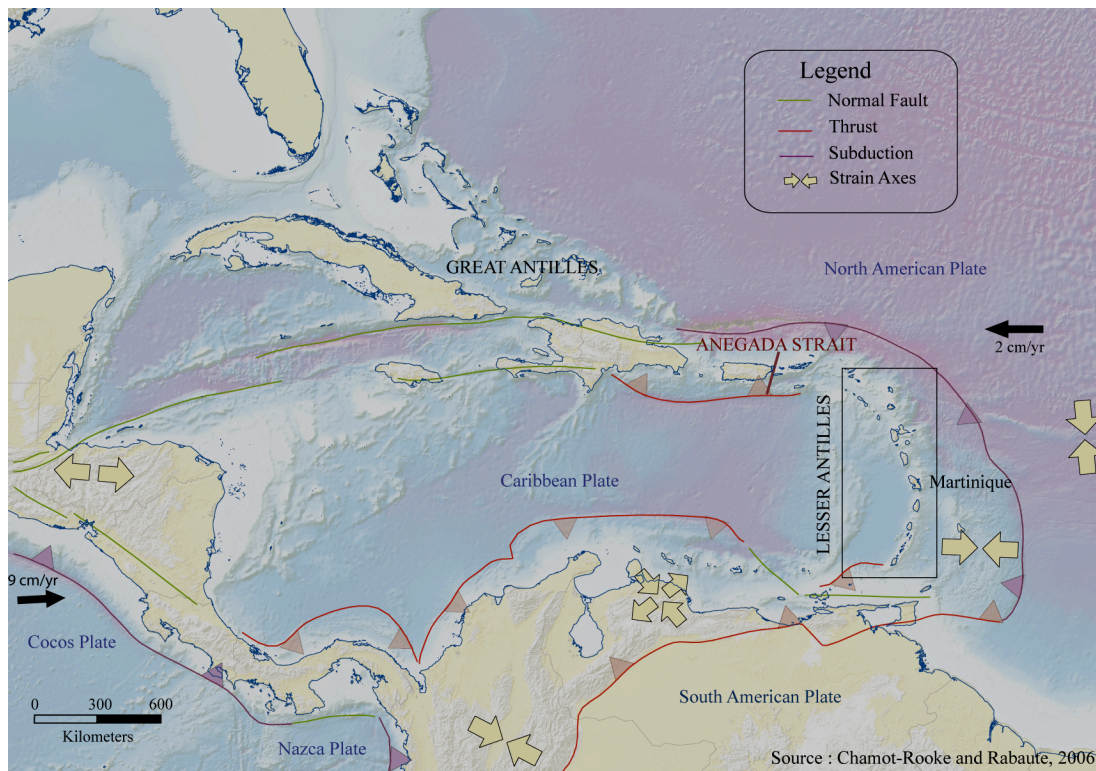 Legend
Normal Fault
Thrust
Subduction
Strain Axes
GREAT ANTILLES
North American Plate
2 cm/yr
ANEGADA STRAIT
LESSER ANTILLES
Caribbean Plate
Martinique
9 cm/yr
Cocos Plate
South American Plate
0 300 600
Kilometers
Nazca Plate
Source : Chamot-Rooke and Rabaute, 2006